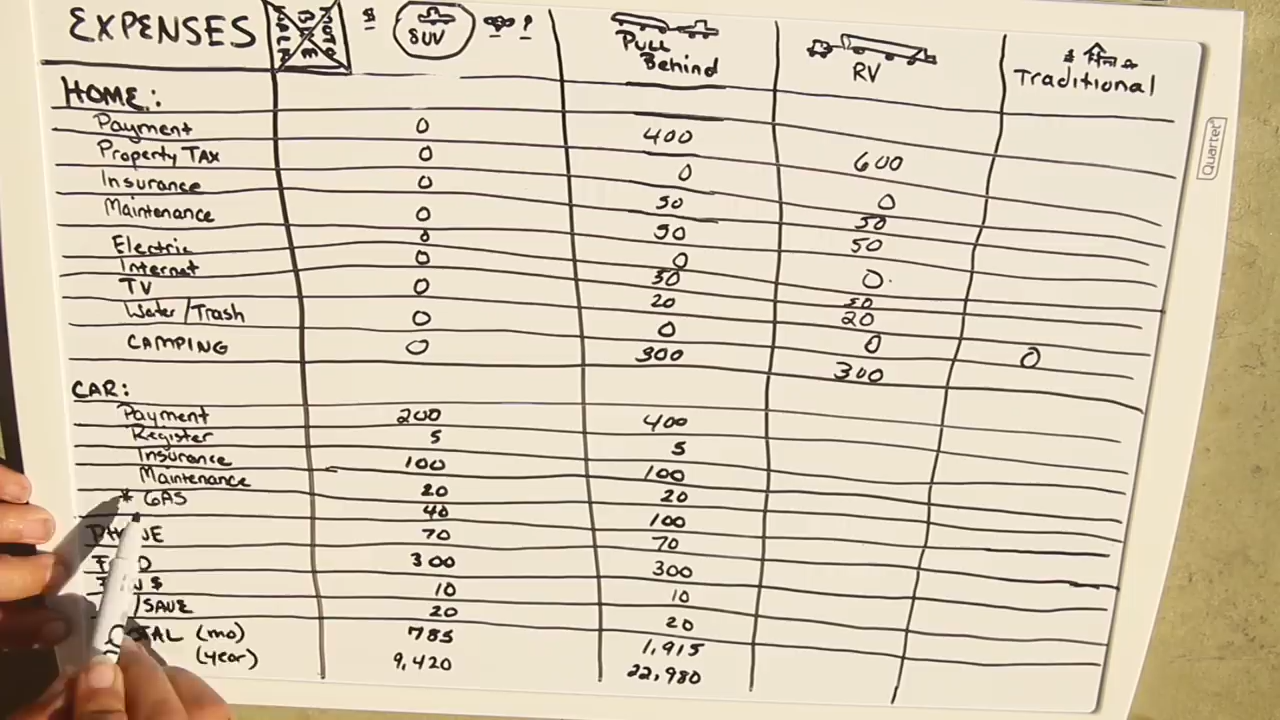 EXPENSES $ SUV ? Pull Behind RV Traditional
HOME:
Payment 0 400 600
Property TAX 0 0 0
Insurance 0 50 50
Maintenance 0 50 50
Electric 0 0 0
Internet 0 50 50
TV 0 20 20
Water/Trash 0 0 0
CAMPING 0 300 300 0
CAR:
Payment 200 400
Register 5 5
Insurance 100 100
Maintenance 20 20
* GAS 40 100
70 70
300 300
$ 10 10
/SAVE 20 20
(mo) 785 1,915
(year) 9,420 22,980
Quartet